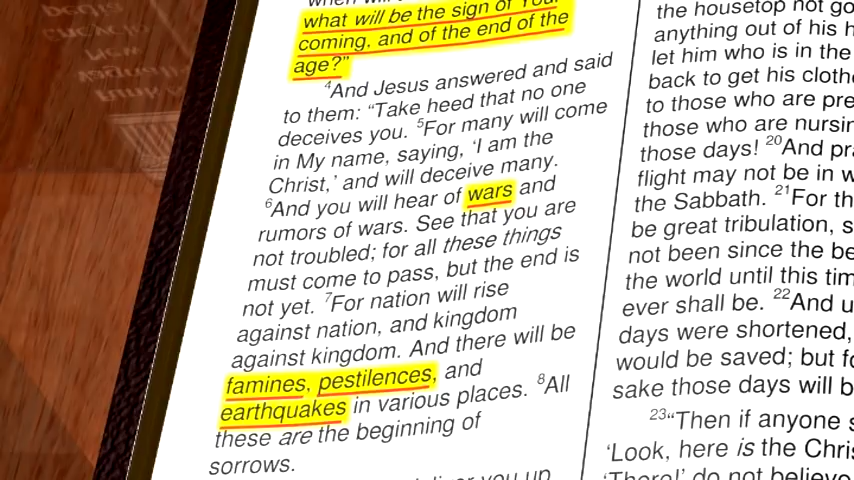 what will be the sign of Your
coming, and of the end of the
age?”
4And Jesus answered and said
to them: “Take heed that no one
deceives you. 5For many will come
in My name, saying, ‘I am the
Christ,’ and will deceive many.
6And you will hear of wars and
rumors of wars. See that you are
not troubled; for all these things
must come to pass, but the end is
not yet. 7For nation will rise
against nation, and kingdom
against kingdom. And there will be
famines, pestilences, and
earthquakes in various places. 8All
these are the beginning of
sorrows.
you up
the housetop not go
anything out of his h
let him who is in the
back to get his cloth
to those who are pre
those who are nursin
those days! 20And pra
flight may not be in w
the Sabbath. 21For th
be great tribulation, s
not been since the be
the world until this tim
ever shall be. 22And u
days were shortened,
would be saved; but fo
sake those days will b
23“Then if anyone s
‘Look, here is the Chris
‘There!’ do not believe